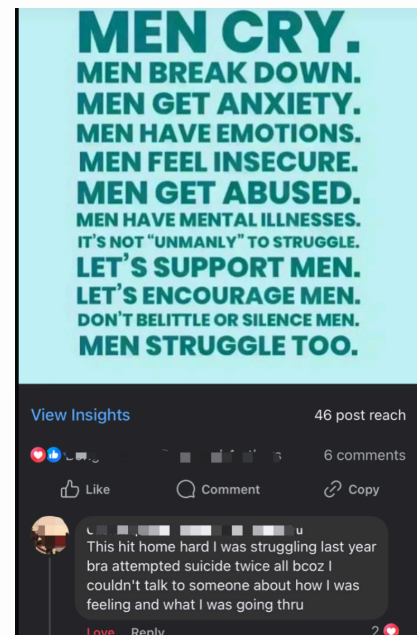 MEN CRY.
MEN BREAK DOWN.
MEN GET ANXIETY.
MEN HAVE EMOTIONS.
MEN FEEL INSECURE.
MEN GET ABUSED.
MEN HAVE MENTAL ILLNESSES.
IT'S NOT "UNMANLY" TO STRUGGLE.
LET'S SUPPORT MEN.
LET'S ENCOURAGE MEN.
DON'T BELITTLE OR SILENCE MEN.
MEN STRUGGLE TOO.
View Insights 46 post reach
6 comments
Like Comment Copy
This hit home hard I was struggling last year
bra attempted suicide twice all bcoz I
couldn't talk to someone about how I was
feeling and what I was going thru
Love Reply 2